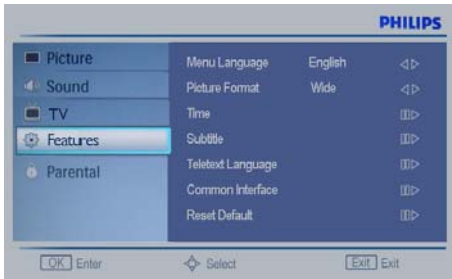 PHILIPS
Picture
Sound
TV
Features
Parental
Menu Language English
Picture Format Wide
Time
Subtitle
Teletext Language
Common Interface
Reset Default
OK Enter Select Exit Exit